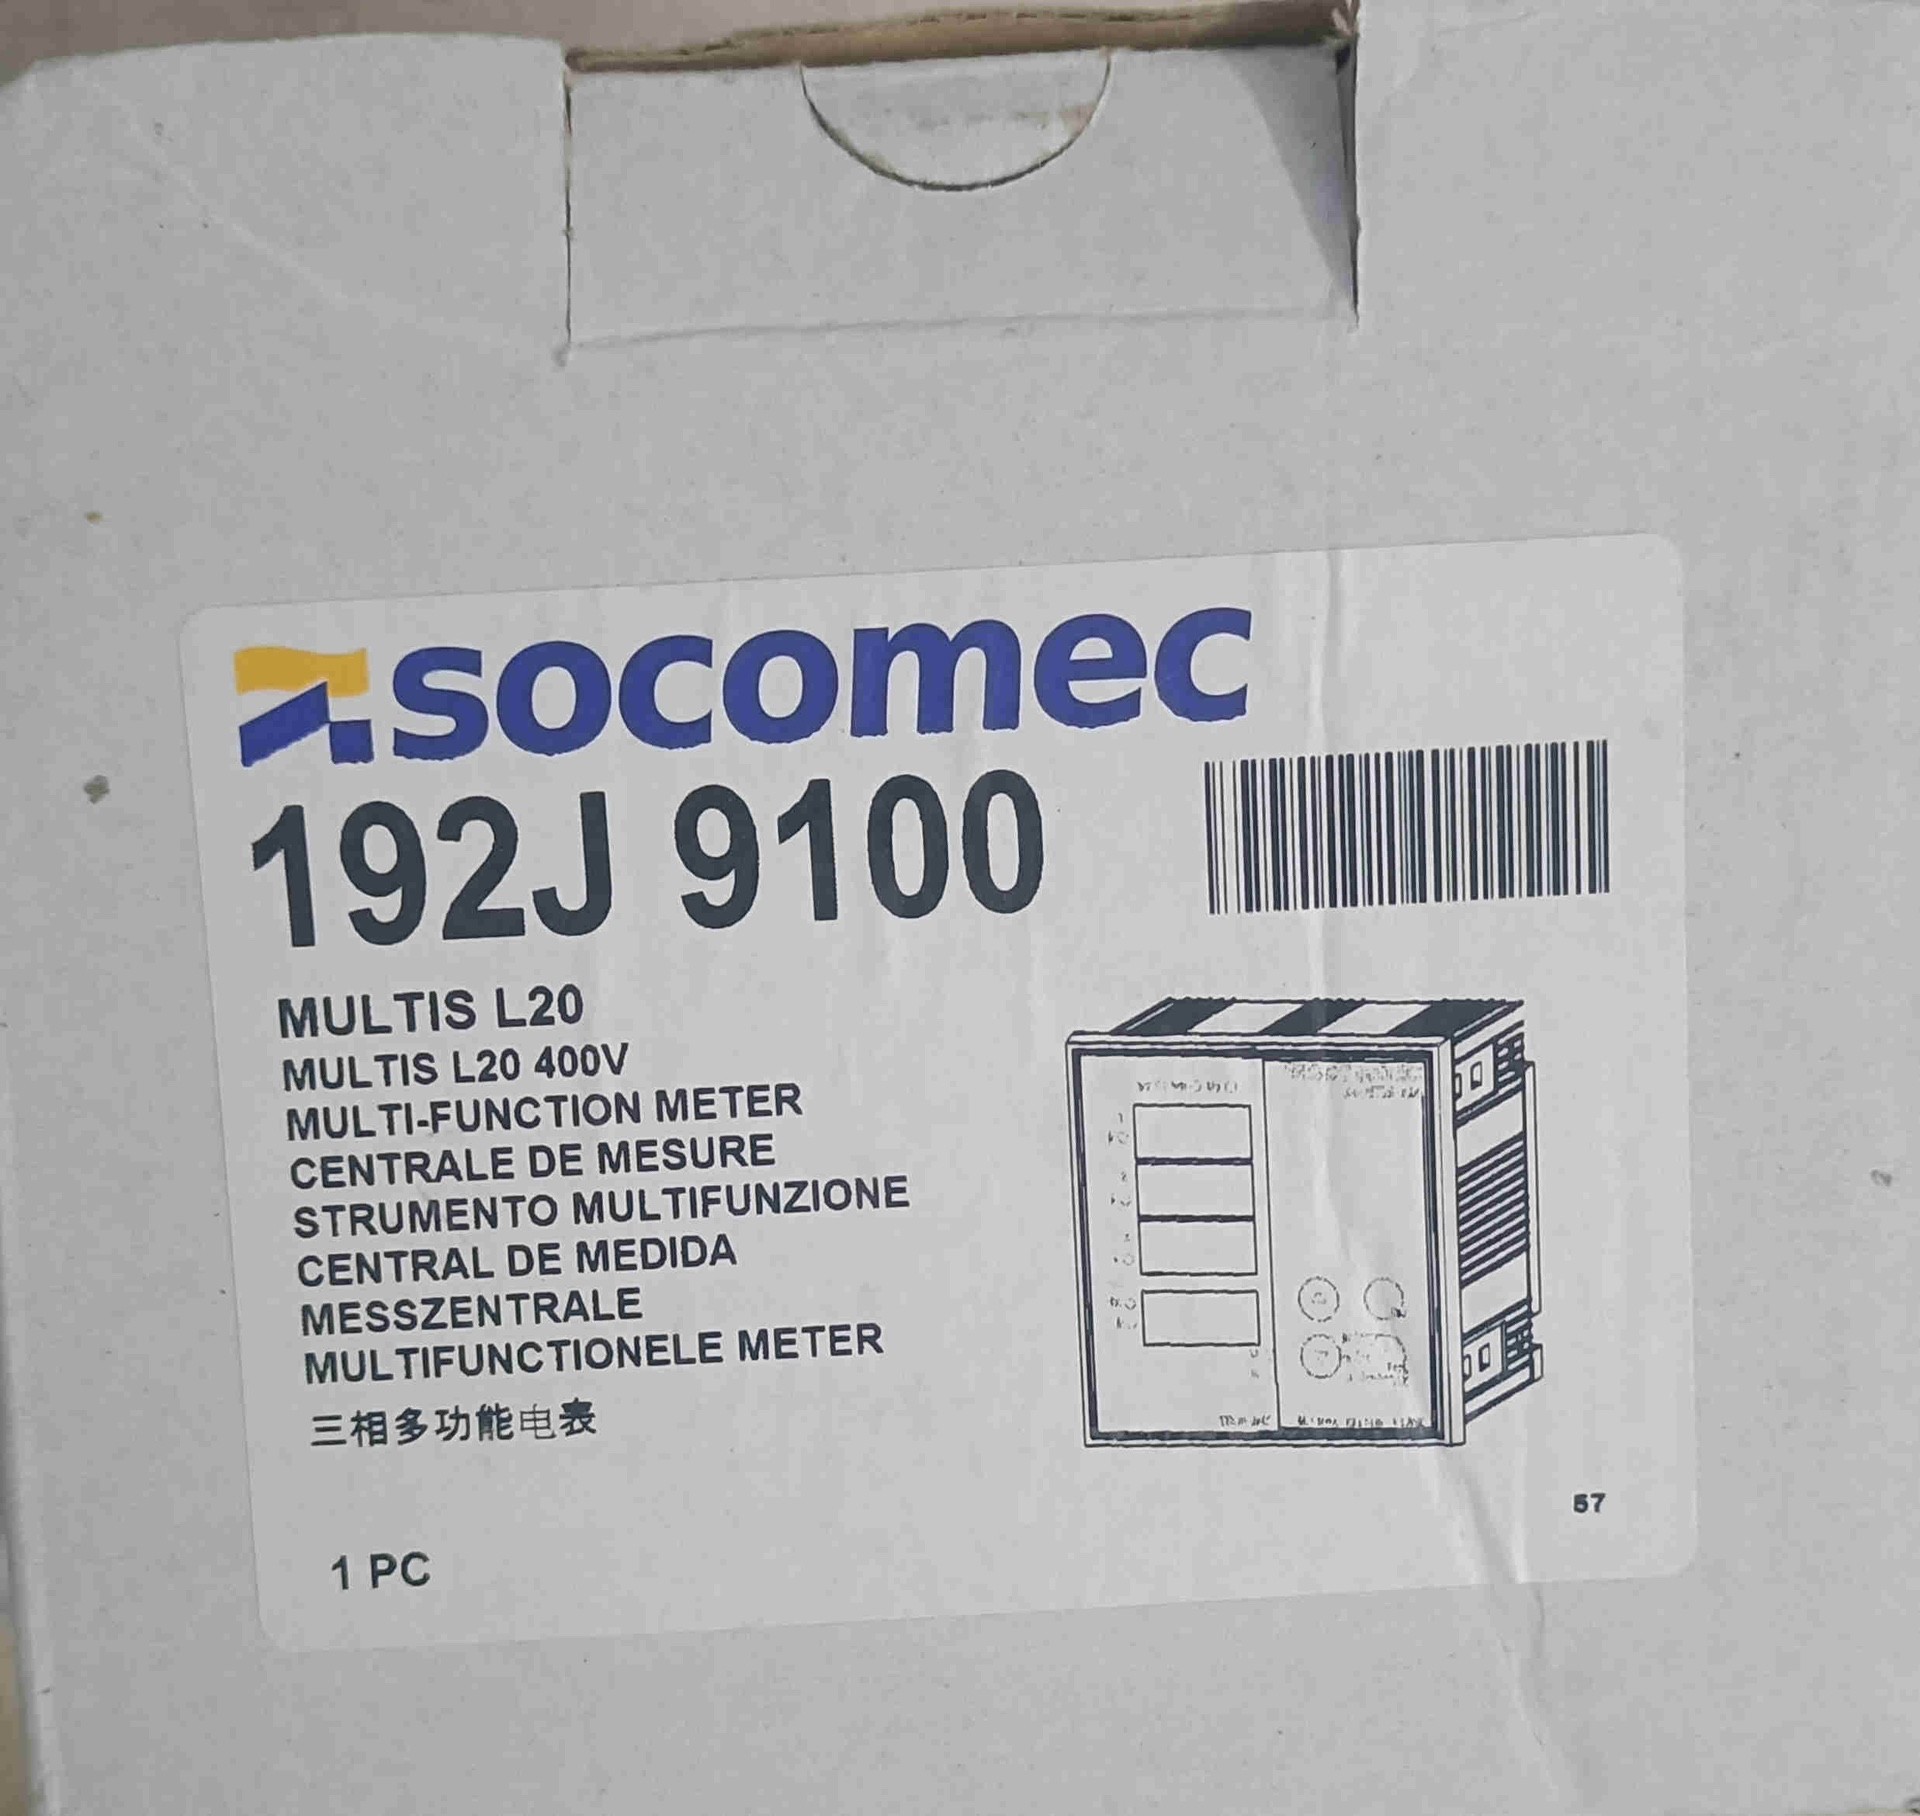 socomec
192J 9100
MULTIS L20
MULTIS L20 400V
MULTI-FUNCTION METER
CENTRALE DE MESURE
STRUMENTO MULTIFUNZIONE
CENTRAL DE MEDIDA
MESSZENTRALE
MULTIFUNCTIONELE METER
三相多功能电表
57
1 PC